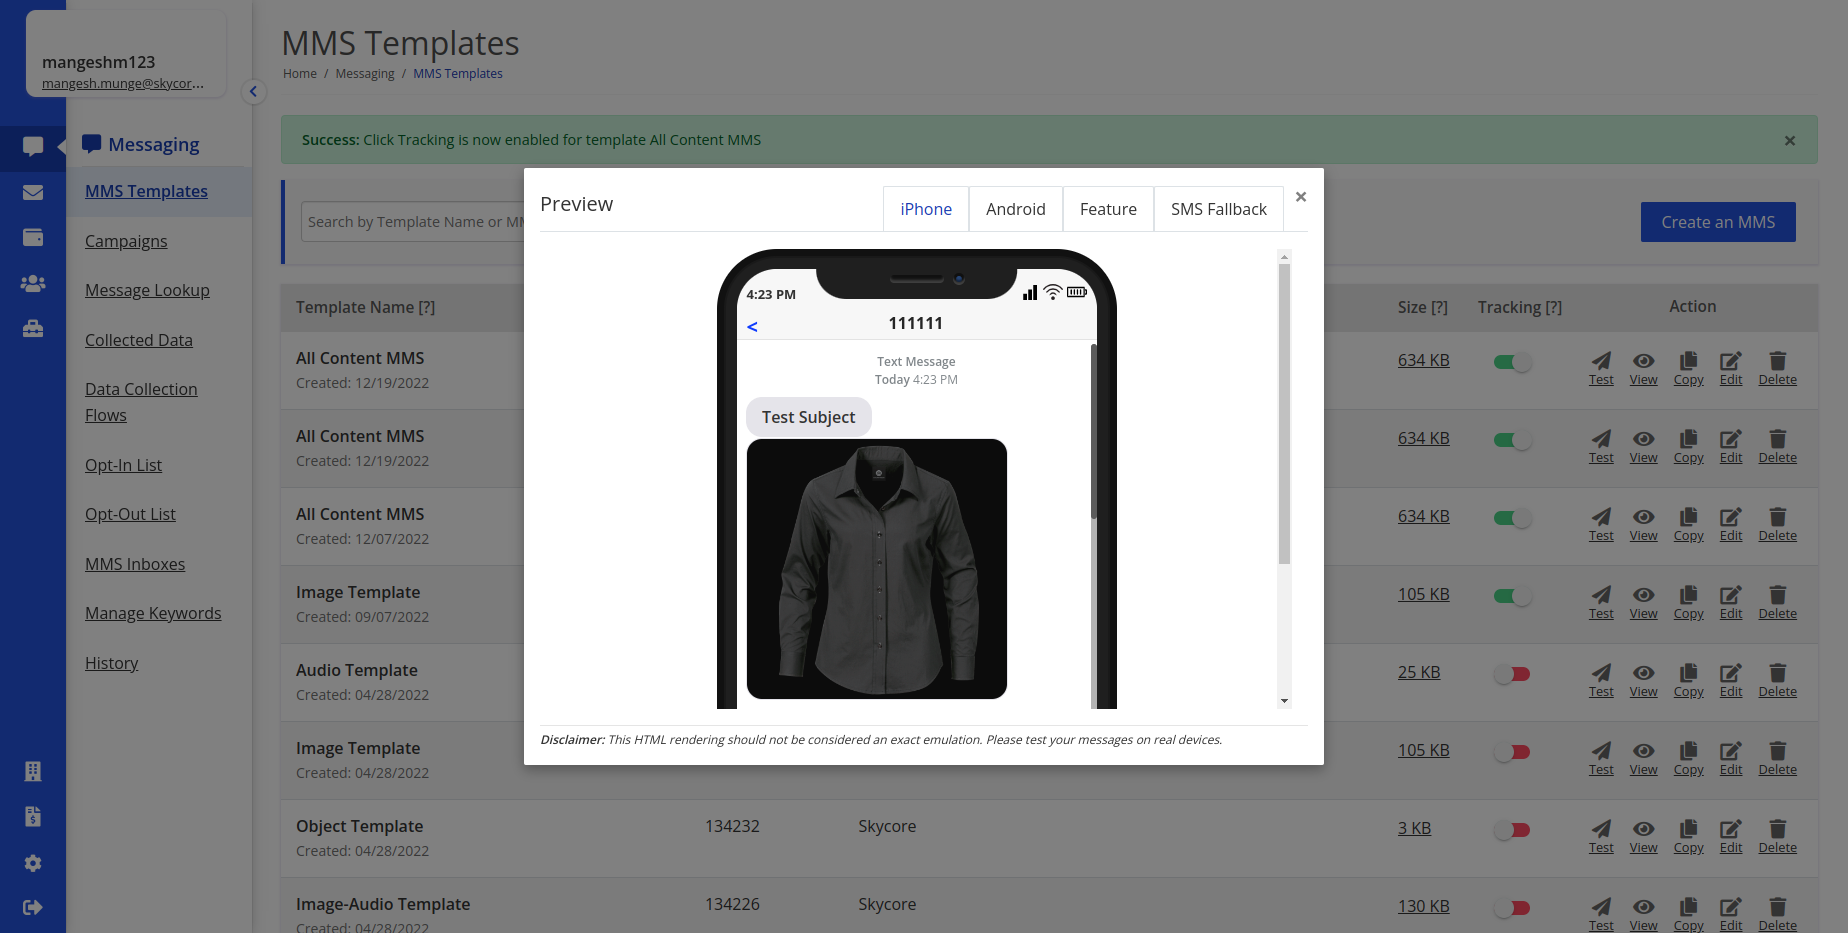 mangeshm123
mangesh.munge@skycor...
Messaging
MMS Templates
Campaigns
Message Lookup
Collected Data
Data Collection
Flows
Opt-In List
Opt-Out List
MMS Inboxes
Manage Keywords
History
MMS Templates
Home / Messaging / MMS Templates
Success: Click Tracking is now enabled for template All Content MMS ×
Search by Template Name or MM
Create an MMS
Template Name [?] Size [?] Tracking [?] Action
All Content MMS 634 KB
Created: 12/19/2022 Test View Copy Edit Delete
All Content MMS 634 KB
Created: 12/19/2022 Test View Copy Edit Delete
All Content MMS 634 KB
Created: 12/07/2022 Test View Copy Edit Delete
Image Template 105 KB
Created: 09/07/2022 Test View Copy Edit Delete
Audio Template 25 KB
Created: 04/28/2022 Test View Copy Edit Delete
Image Template 105 KB
Created: 04/28/2022 Test View Copy Edit Delete
Object Template 134232 Skycore 3 KB
Created: 04/28/2022 Test View Copy Edit Delete
Image-Audio Template 134226 Skycore 130 KB
Created: 04/28/2022 Test View Copy Edit Delete
Preview iPhone Android Feature SMS Fallback ×
4:23 PM
< 111111
Text Message
Today 4:23 PM
Test Subject
Disclaimer: This HTML rendering should not be considered an exact emulation. Please test your messages on real devices.